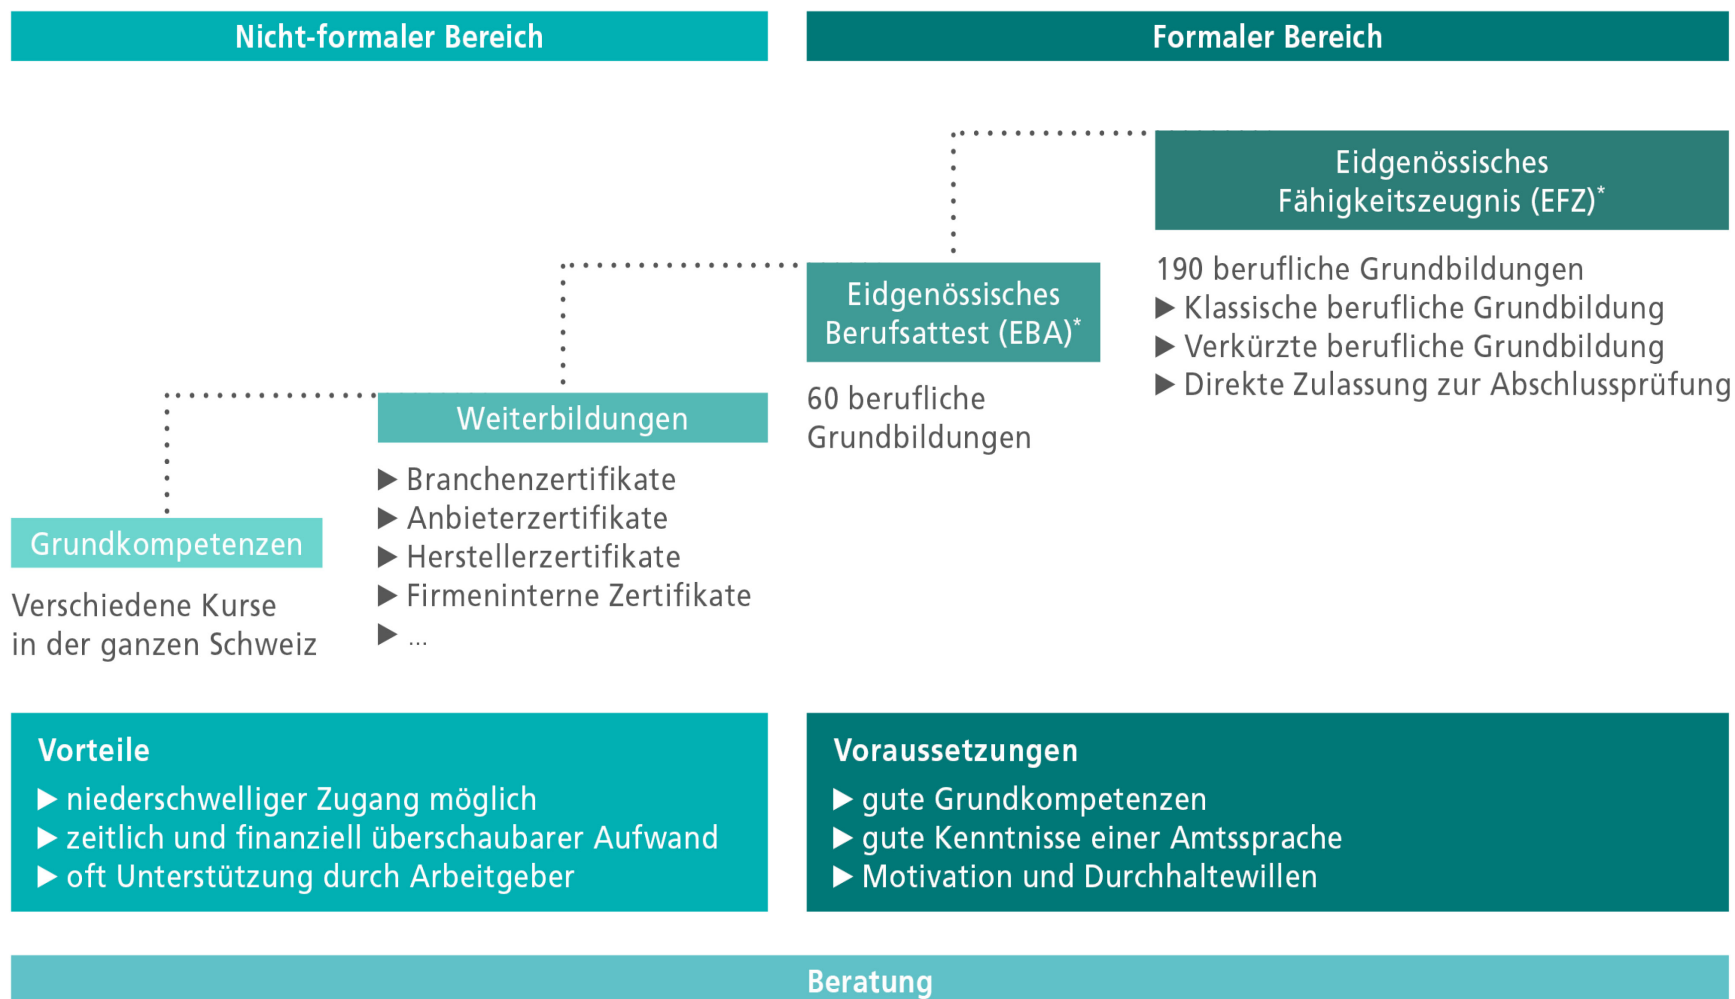 Nicht-formaler Bereich
Formaler Bereich
Eidgenössisches
Fähigkeitszeugnis (EFZ)*
190 berufliche Grundbildungen
▶ Klassische berufliche Grundbildung
▶ Verkürzte berufliche Grundbildung
▶ Direkte Zulassung zur Abschlussprüfung
Eidgenössisches
Berufsattest (EBA)*
60 berufliche
Grundbildungen
Weiterbildungen
▶ Branchenzertifikate
▶ Anbieterzertifikate
▶ Herstellerzertifikate
▶ Firmeninterne Zertifikate
▶ ...
Grundkompetenzen
Verschiedene Kurse
in der ganzen Schweiz
Vorteile
▶ niederschwelliger Zugang möglich
▶ zeitlich und finanziell überschaubarer Aufwand
▶ oft Unterstützung durch Arbeitgeber
Voraussetzungen
▶ gute Grundkompetenzen
▶ gute Kenntnisse einer Amtssprache
▶ Motivation und Durchhaltewillen
Beratung